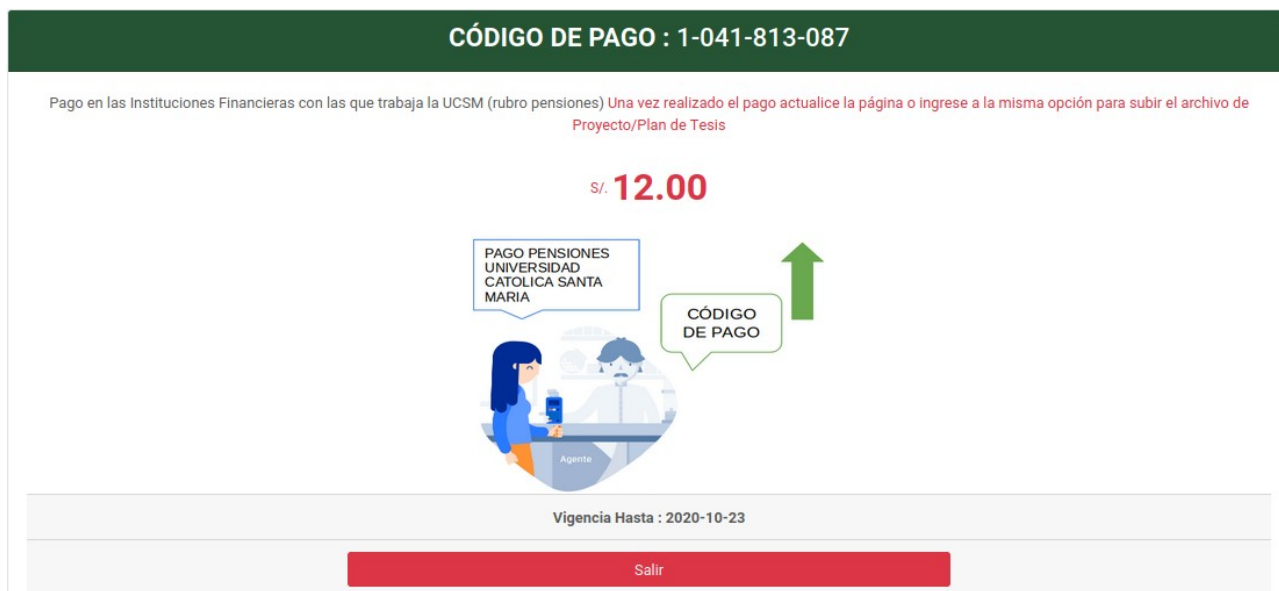 CÓDIGO DE PAGO : 1-041-813-087
Pago en las Instituciones Financieras con las que trabaja la UCSM (rubro pensiones) Una vez realizado el pago actualice la página o ingrese a la misma opción para subir el archivo de
Proyecto/Plan de Tesis
S/. 12.00
PAGO PENSIONES
UNIVERSIDAD
CATOLICA SANTA
MARIA
CÓDIGO
DE PAGO
Agente
Vigencia Hasta : 2020-10-23
Salir